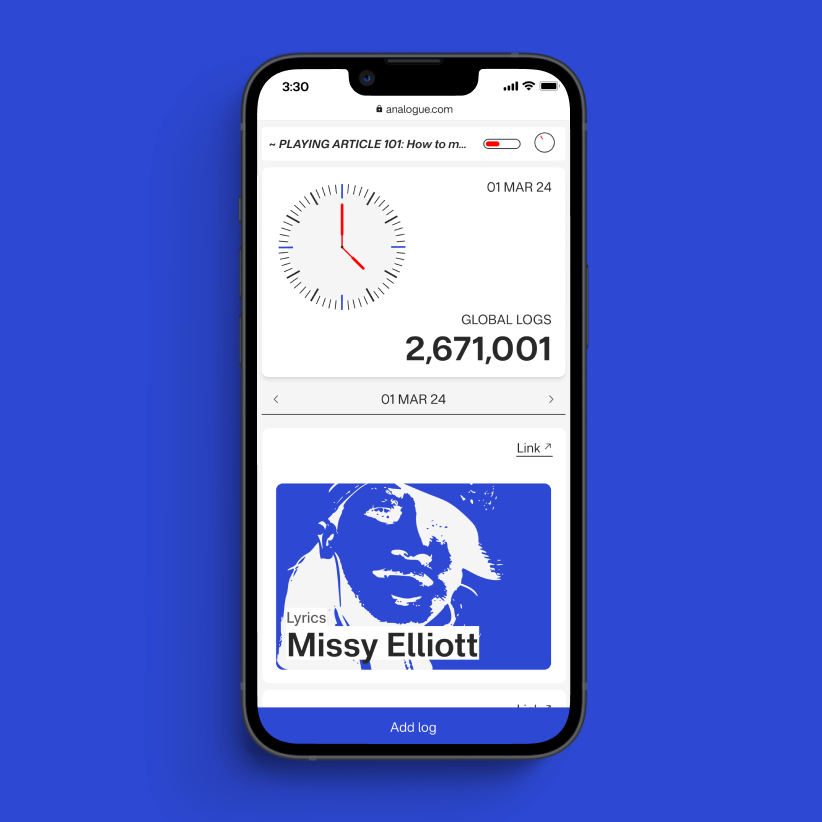 3:30
analogue.com
~ PLAYING ARTICLE 101: How to m...
01 MAR 24
GLOBAL LOGS
2,671,001
01 MAR 24
Link ↗
Lyrics
Missy Elliott
Add log